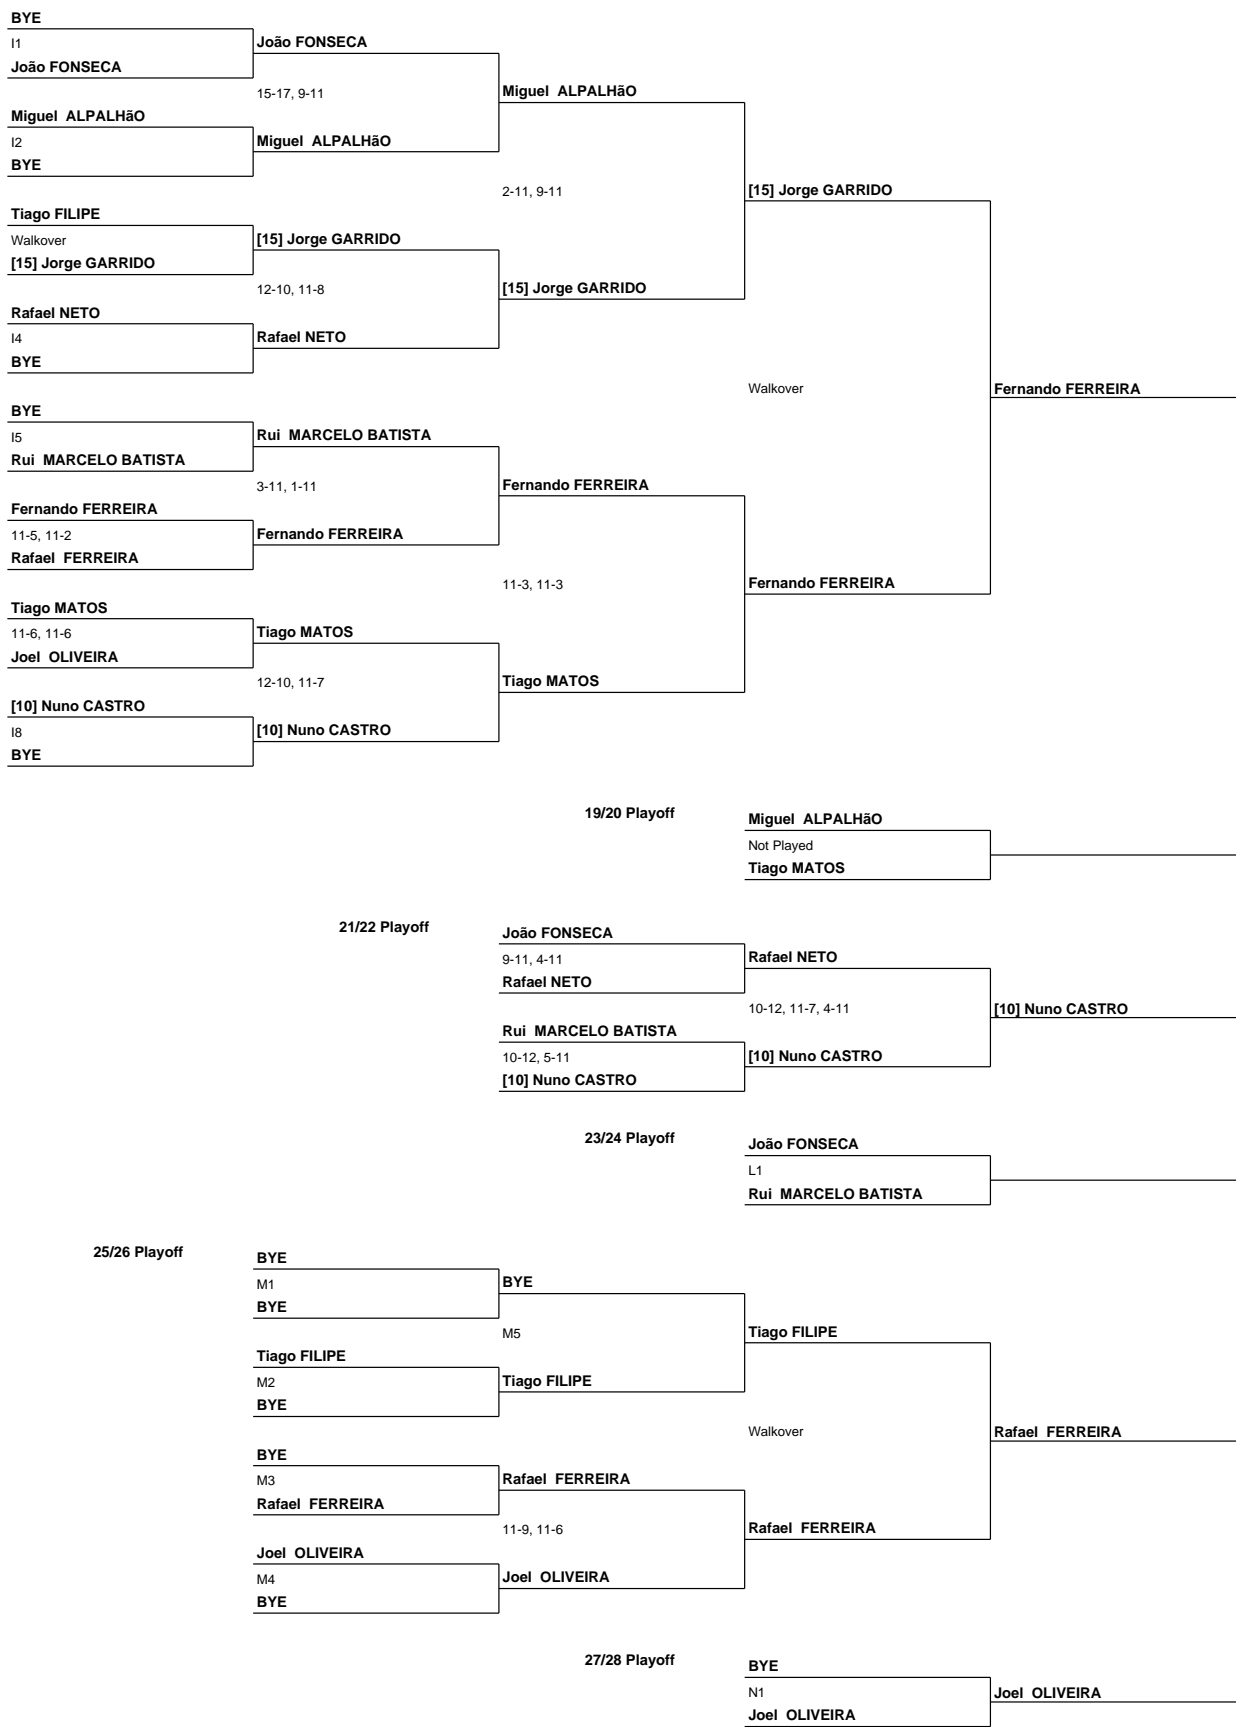 BYE
I1
João FONSECA
João FONSECA
15-17, 9-11
Miguel  ALPALHãO
Miguel  ALPALHãO
I2
Miguel  ALPALHãO
BYE
2-11, 9-11
[15] Jorge GARRIDO
Tiago FILIPE
Walkover
[15] Jorge GARRIDO
[15] Jorge GARRIDO
12-10, 11-8
[15] Jorge GARRIDO
Rafael NETO
I4
Rafael NETO
BYE
Walkover
Fernando FERREIRA
BYE
I5
Rui  MARCELO BATISTA
Rui  MARCELO BATISTA
3-11, 1-11
Fernando FERREIRA
Fernando FERREIRA
11-5, 11-2
Fernando FERREIRA
Rafael  FERREIRA
11-3, 11-3
Fernando FERREIRA
Tiago MATOS
11-6, 11-6
Tiago MATOS
Joel  OLIVEIRA
12-10, 11-7
Tiago MATOS
[10] Nuno CASTRO
I8
[10] Nuno CASTRO
BYE
19/20 Playoff
Miguel  ALPALHãO
Not Played
Tiago MATOS
21/22 Playoff
João FONSECA
9-11, 4-11
Rafael NETO
Rafael NETO
10-12, 11-7, 4-11
[10] Nuno CASTRO
Rui  MARCELO BATISTA
10-12, 5-11
[10] Nuno CASTRO
[10] Nuno CASTRO
23/24 Playoff
João FONSECA
L1
Rui  MARCELO BATISTA
25/26 Playoff
BYE
M1
BYE
BYE
M5
Tiago FILIPE
Tiago FILIPE
M2
Tiago FILIPE
BYE
Walkover
Rafael  FERREIRA
BYE
M3
Rafael  FERREIRA
Rafael  FERREIRA
11-9, 11-6
Rafael  FERREIRA
Joel  OLIVEIRA
M4
Joel  OLIVEIRA
BYE
27/28 Playoff
BYE
N1
Joel  OLIVEIRA
Joel  OLIVEIRA